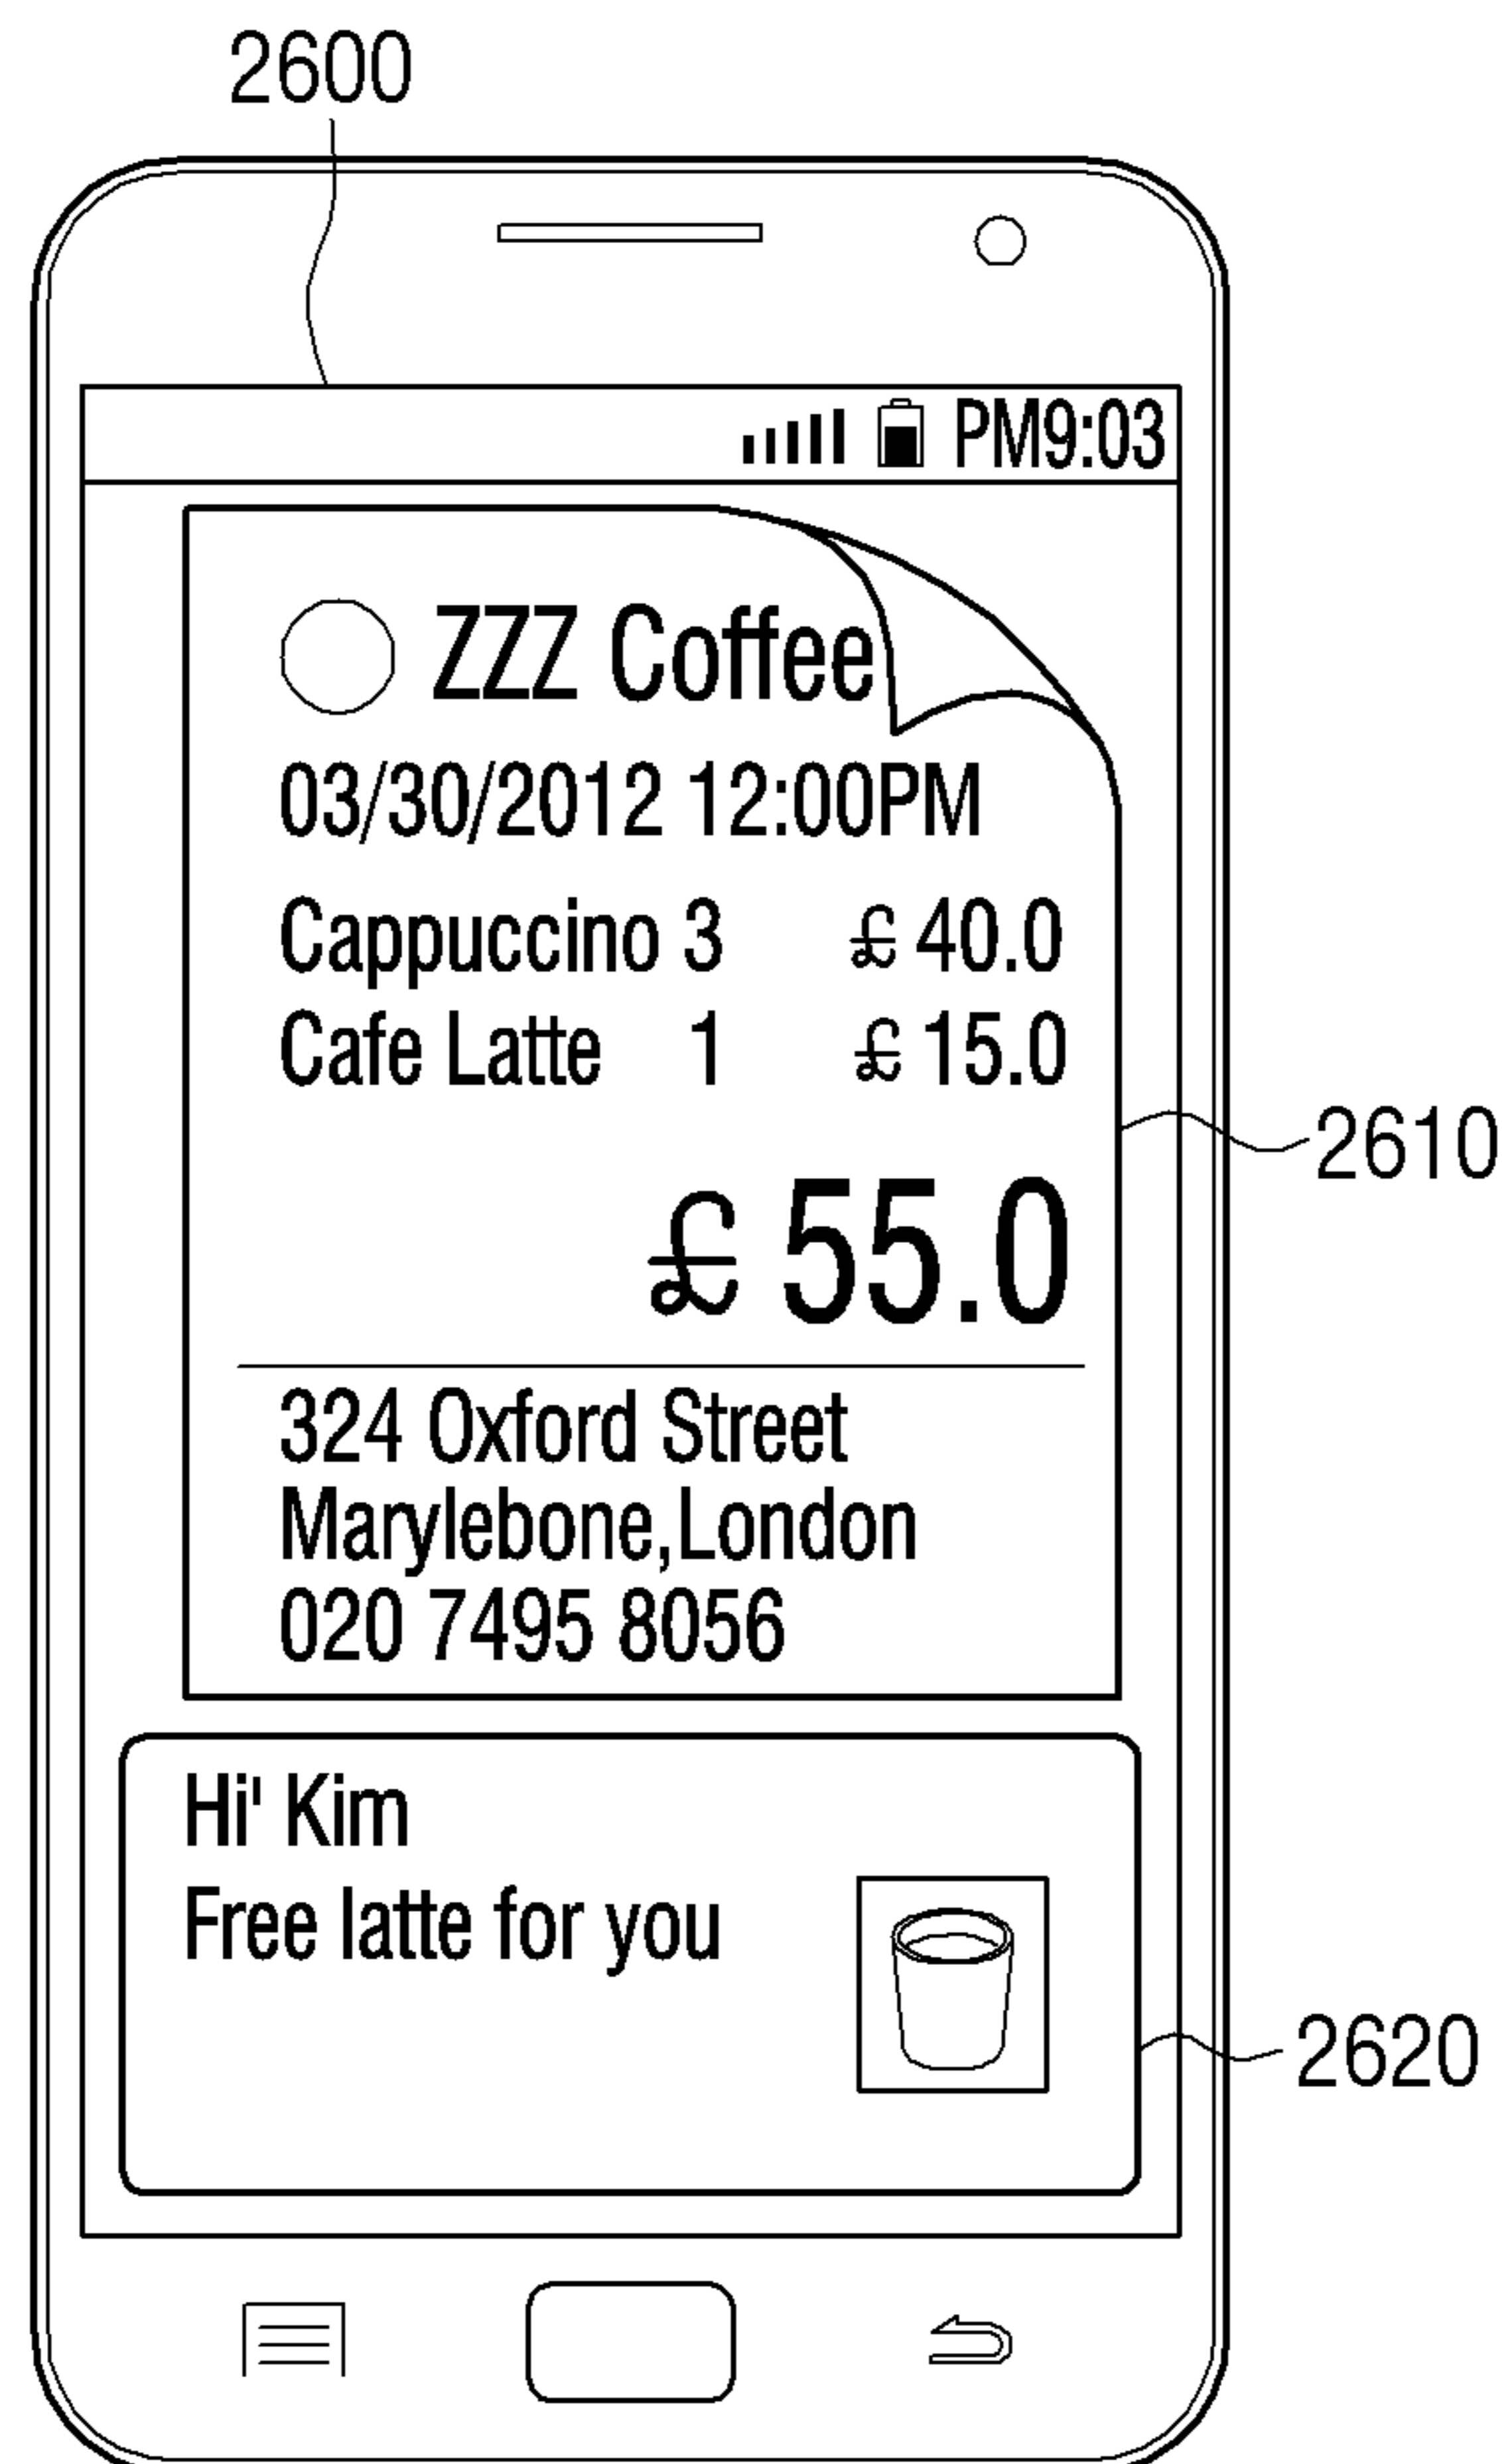 2600
PM9:03
ZZZ Coffee
03/30/2012 12:00PM
Cappuccino 3 £ 40.0
Cafe Latte 1 £ 15.0
2610
£ 55.0
324 Oxford Street
Marylebone,London
020 7495 8056
Hi' Kim
Free latte for you
2620